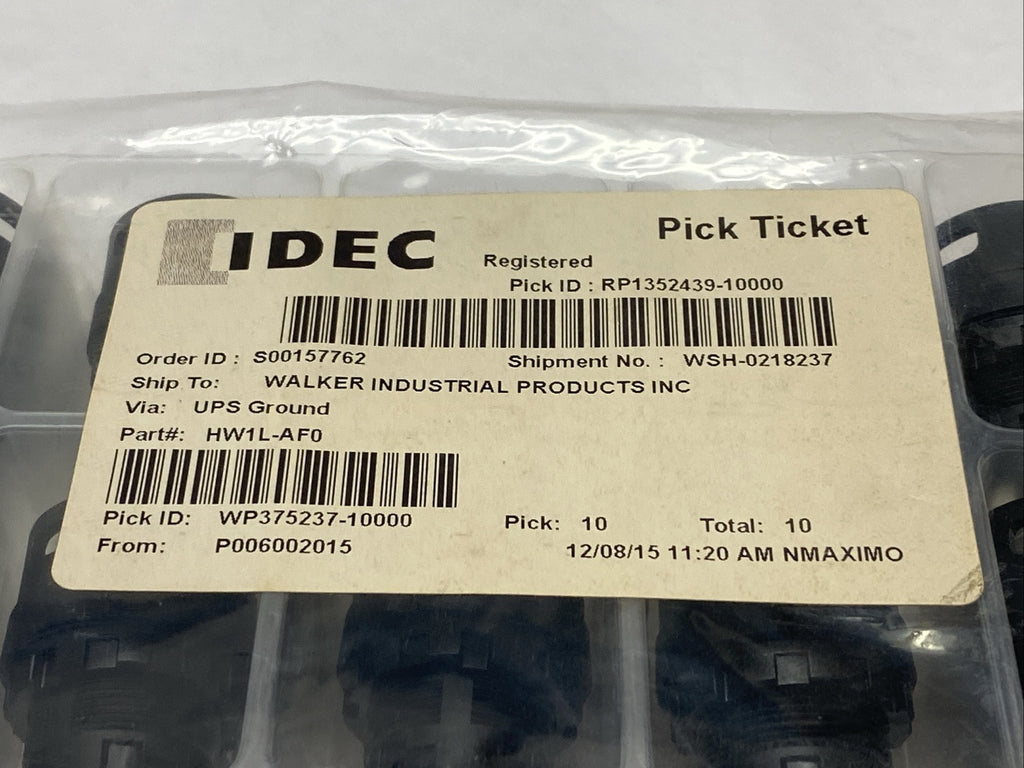 IDEC
Pick Ticket
Registered
Pick ID : RP1352439-10000
Order ID : S00157762 Shipment No. : WSH-0218237
Ship To: WALKER INDUSTRIAL PRODUCTS INC
Via: UPS Ground
Part#: HW1L-AF0
Pick ID: WP375237-10000 Pick: 10 Total: 10
From: P006002015 12/08/15 11:20 AM NMAXIMO